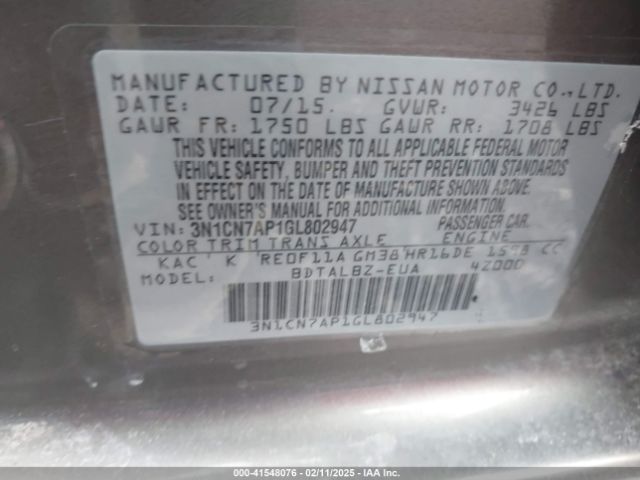 MANUFACTURED BY NISSAN MOTOR CO., LTD.
DATE: 07/15. GVWR: 3426 LBS
GAWR FR: 1750 LBS GAWR RR: 1708 LBS
THIS VEHICLE CONFORMS TO ALL APPLICABLE FEDERAL MOTOR
VEHICLE SAFETY, BUMPER AND THEFT PREVENTION STANDARDS
IN EFFECT ON THE DATE OF MANUFACTURE SHOWN ABOVE.
SEE OWNER'S MANUAL FOR ADDITIONAL INFORMATION.
VIN: 3N1CN7AP1GL802947 PASSENGER CAR.
COLOR TRIM TRANS AXLE ENGINE
KAC K RE0F11A GM38 HR16DE 1598 CC
MODEL: BDTALBZ-EUA 4Z000
3N1CN7AP1GL802947
000-41548076 - 02/11/2025 - IAA Inc.